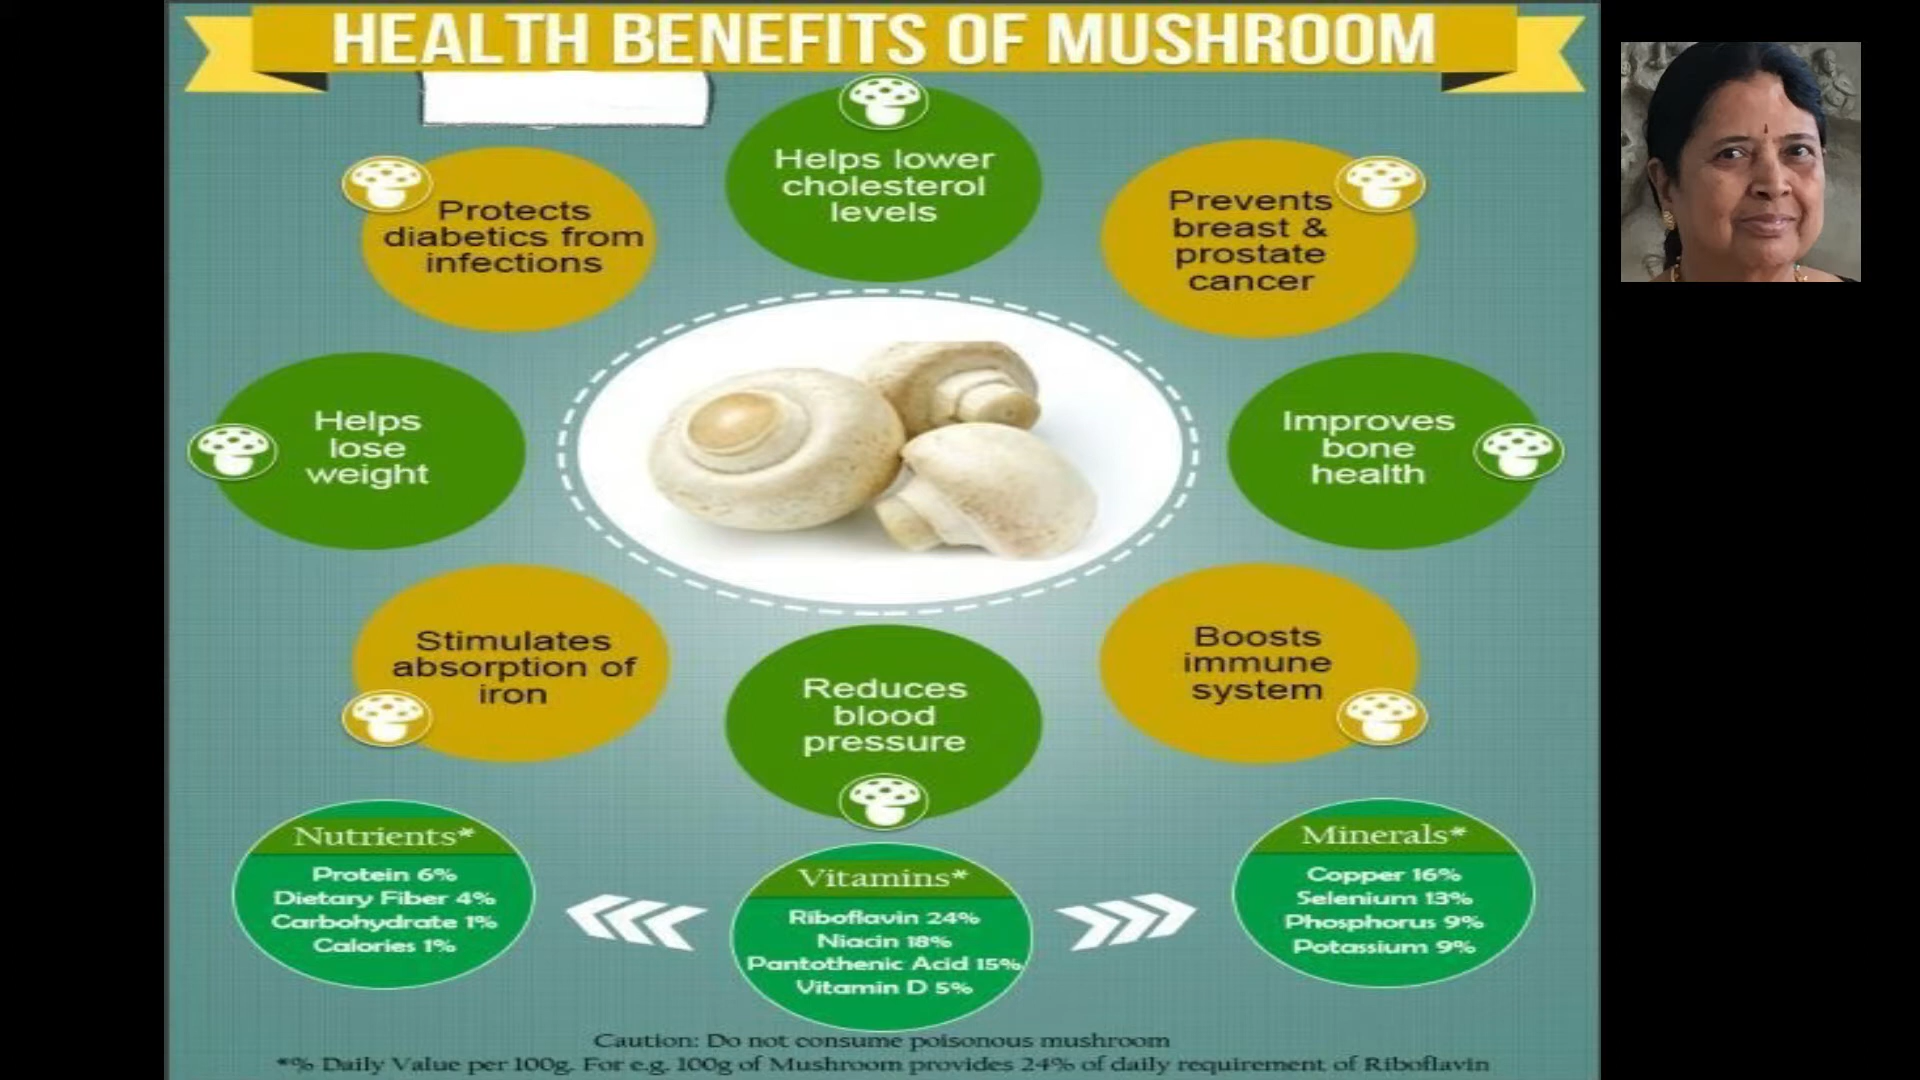 HEALTH BENEFITS OF MUSHROOM
Helps lower
cholesterol
levels
Protects
diabetics from
infections
Prevents
breast &
prostate
cancer
Helps
lose
weight
Improves
bone
health
Stimulates
absorption of
iron
Reduces
blood
pressure
Boosts
immune
system
Nutrients*
Protein 6%
Dietary Fiber 4%
Carbohydrate 1%
Calories 1%
Vitamins*
Riboflavin 24%
Niacin 18%
Pantothenic Acid 15%
Vitamin D 5%
Minerals*
Copper 16%
Selenium 13%
Phosphorus 9%
Potassium 9%
Caution: Do not consume poisonous mushroom
*% Daily Value per 100g. For e.g. 100g of Mushroom provides 24% of daily requirement of Riboflavin